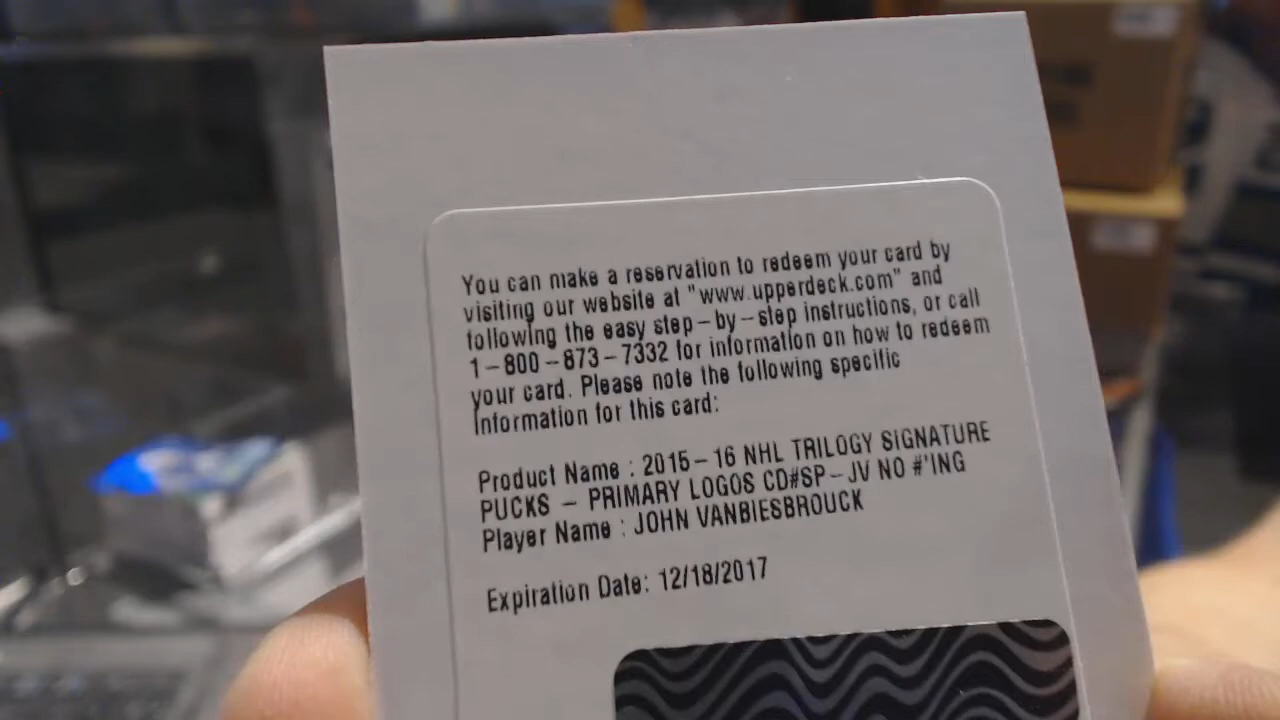 You can make a reservation to redeem your card by
visiting our website at "www.upperdeck.com" and
following the easy step-by-step instructions, or call
1-800-873-7332 for information on how to redeem
your card. Please note the following specific
information for this card:
Product Name : 2015-16 NHL TRILOGY SIGNATURE
PUCKS - PRIMARY LOGOS CD#SP-JV NO #'ING
Player Name : JOHN VANBIESBROUCK
Expiration Date: 12/18/2017